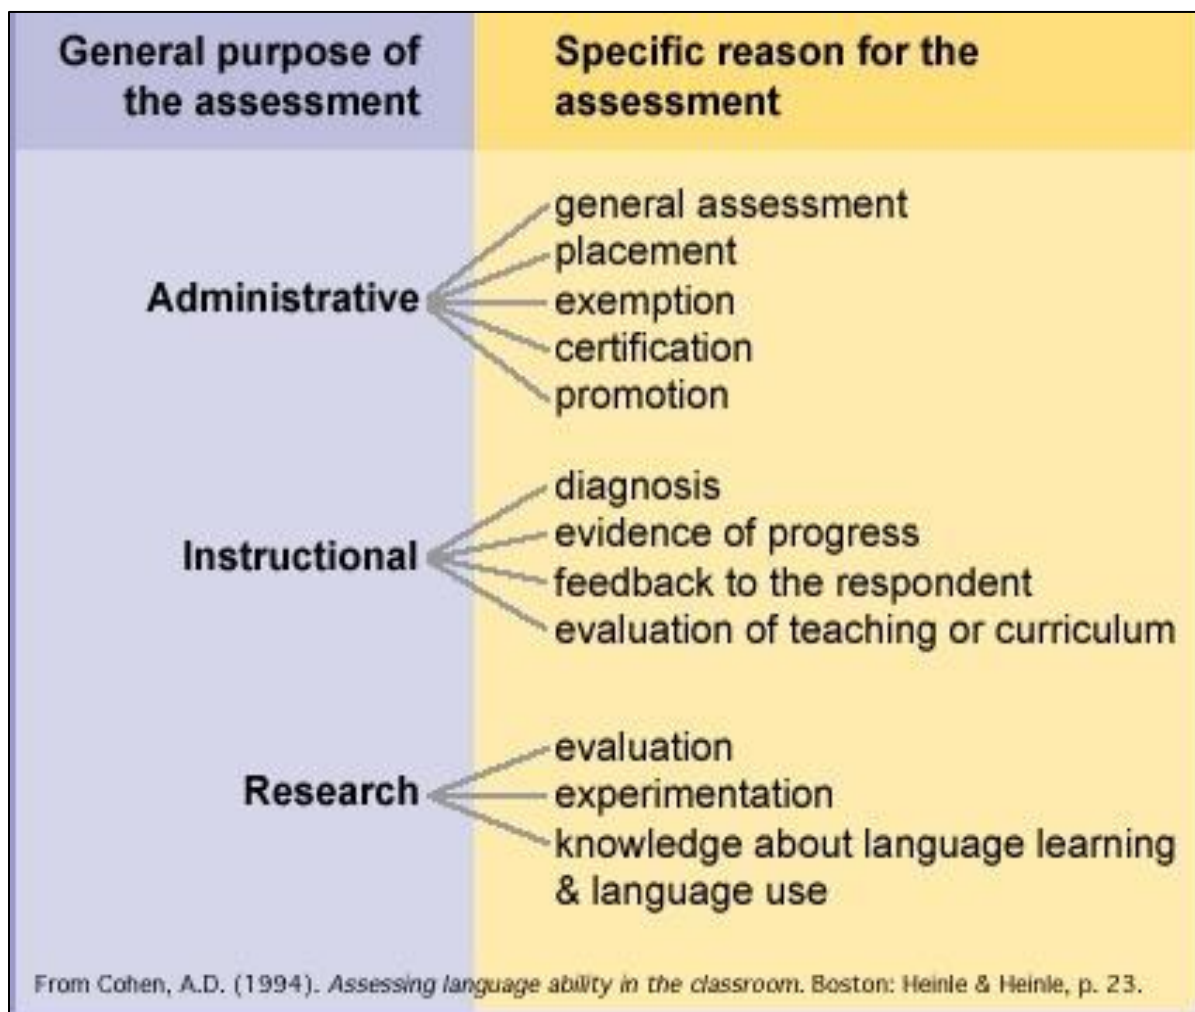 General purpose of
the assessment
Specific reason for the
assessment
Administrative
general assessment
placement
exemption
certification
promotion
Instructional
diagnosis
evidence of progress
feedback to the respondent
evaluation of teaching or curriculum
Research
evaluation
experimentation
knowledge about language learning
& language use
From Cohen, A.D. (1994). Assessing language ability in the classroom. Boston: Heinle & Heinle, p. 23.